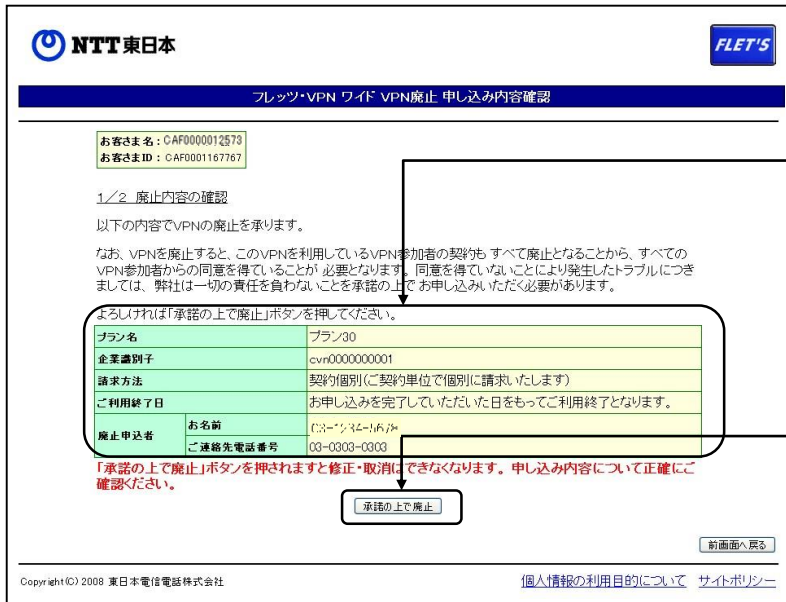 NTT東日本
FLET'S
フレッツ・VPN ワイド VPN廃止 申し込み内容確認
お客さま名：CAF0000012573
お客さまID：CAF0001167767
1／2 廃止内容の確認
以下の内容でVPNの廃止を承ります。
なお、VPNを廃止すると、このVPNを利用しているVPN参加者の契約も すべて廃止となることから、すべての
VPN参加者からの同意を得ていることが 必要となります。同意を得ていないことにより発生したトラブルにつき
ましては、弊社は一切の責任を負わないことを承諾の上で お申し込みいただく必要があります。
よろしければ「承諾の上で廃止」ボタンを押してください。
プラン名 プラン30
企業識別子 cvn0000000001
請求方法 契約個別(ご契約単位で個別に請求いたします)
ご利用終了日 お申し込みを完了していただいた日をもってご利用終了となります。
廃止申込者 お名前
ご連絡先電話番号 03-0303-0303
「承諾の上で廃止」ボタンを押されますと修正・取消はできなくなります。申し込み内容について正確にご
確認ください。
承諾の上で廃止
前画面へ戻る
Copyright(C) 2008 東日本電信電話株式会社 個人情報の利用目的について サイトポリシー